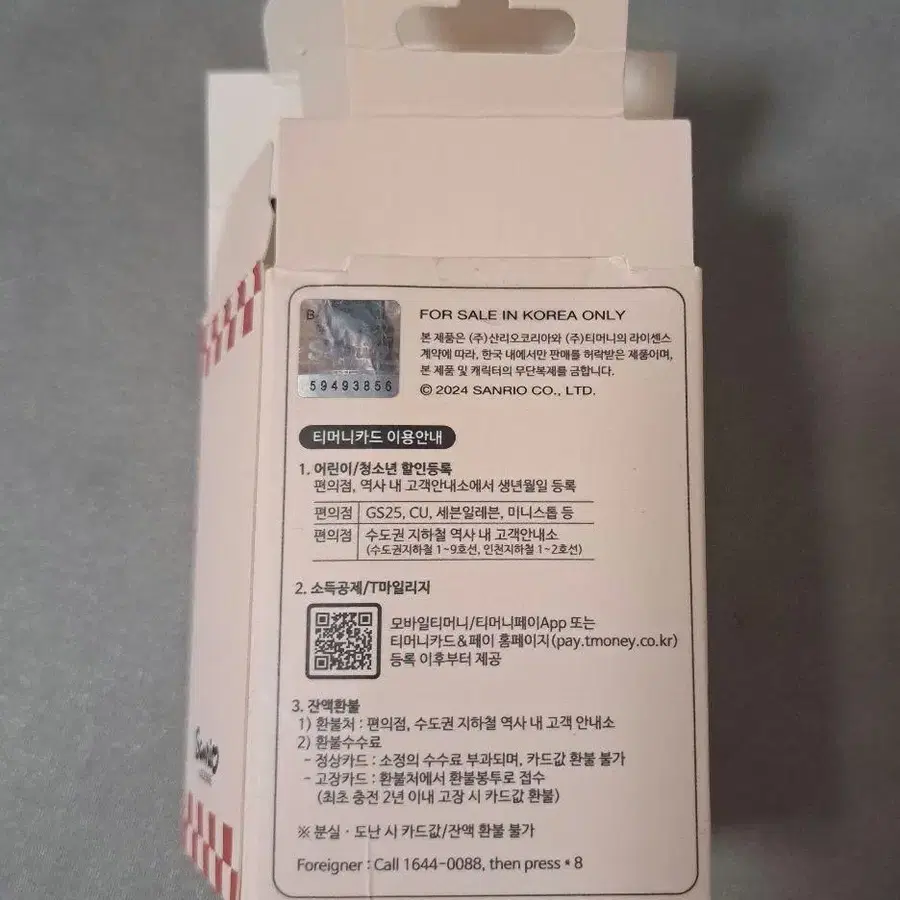 59493856
FOR SALE IN KOREA ONLY
본 제품은 (주)산리오코리아와 (주)티머니의 라이센스
계약에 따라, 한국 내에서만 판매를 허락받은 제품이며,
본 제품 및 캐릭터의 무단복제를 금합니다.
© 2024 SANRIO CO., LTD.
티머니카드 이용안내
1. 어린이/청소년 할인등록
편의점, 역사 내 고객안내소에서 생년월일 등록
편의점 GS25, CU, 세븐일레븐, 미니스톱 등
편의점 수도권 지하철 역사 내 고객안내소
(수도권지하철 1~9호선, 인천지하철 1~2호선)
2. 소득공제/T마일리지
모바일티머니/티머니페이App 또는
티머니카드&페이 홈페이지(pay.tmoney.co.kr)
등록 이후부터 제공
3. 잔액환불
1) 환불처 : 편의점, 수도권 지하철 역사 내 고객 안내소
2) 환불수수료
- 정상카드 : 소정의 수수료 부과되며, 카드값 환불 불가
- 고장카드 : 환불처에서 환불봉투로 접수
(최초 충전 2년 이내 고장 시 카드값 환불)
※ 분실 · 도난 시 카드값/잔액 환불 불가
Foreigner : Call 1644-0088, then press * 8
Sanrio